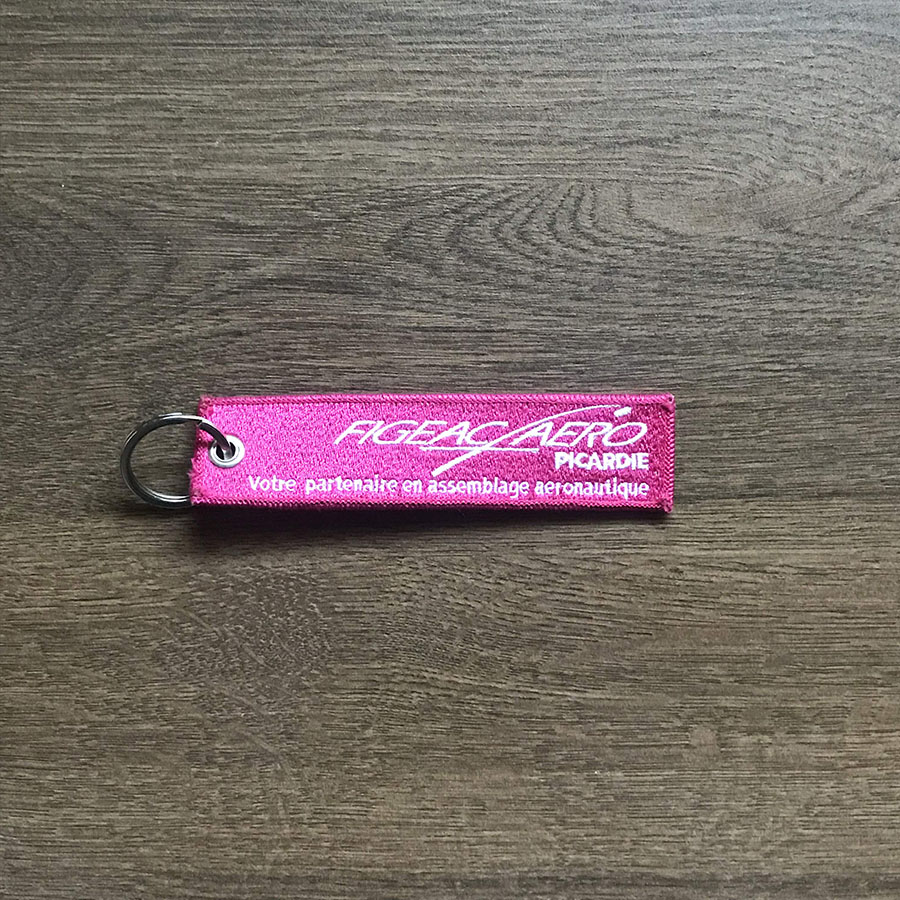 FIGEAC AERO
PICARDIE
Votre partenaire en assemblage aeronautique